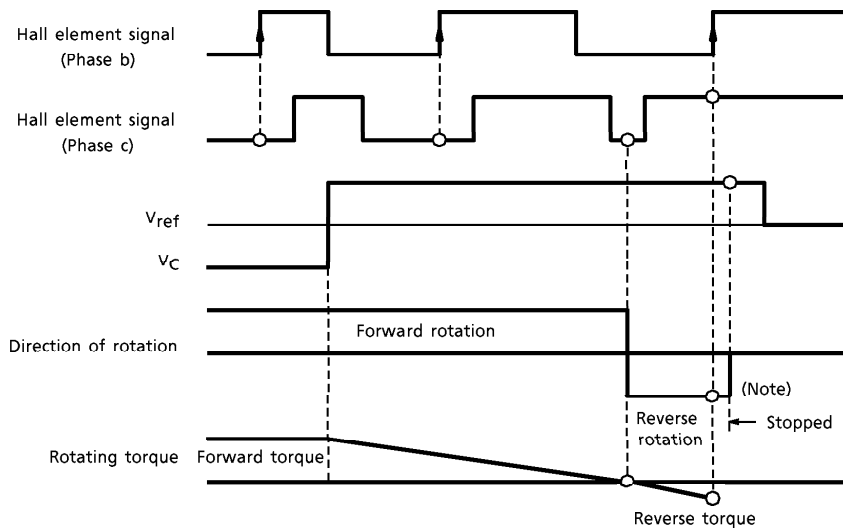 Hall element signal
(Phase b)
Hall element signal
(Phase c)
Vref
VC
Forward rotation
Direction of rotation
(Note)
Reverse
rotation
Stopped
Rotating torque
Forward torque
Reverse torque